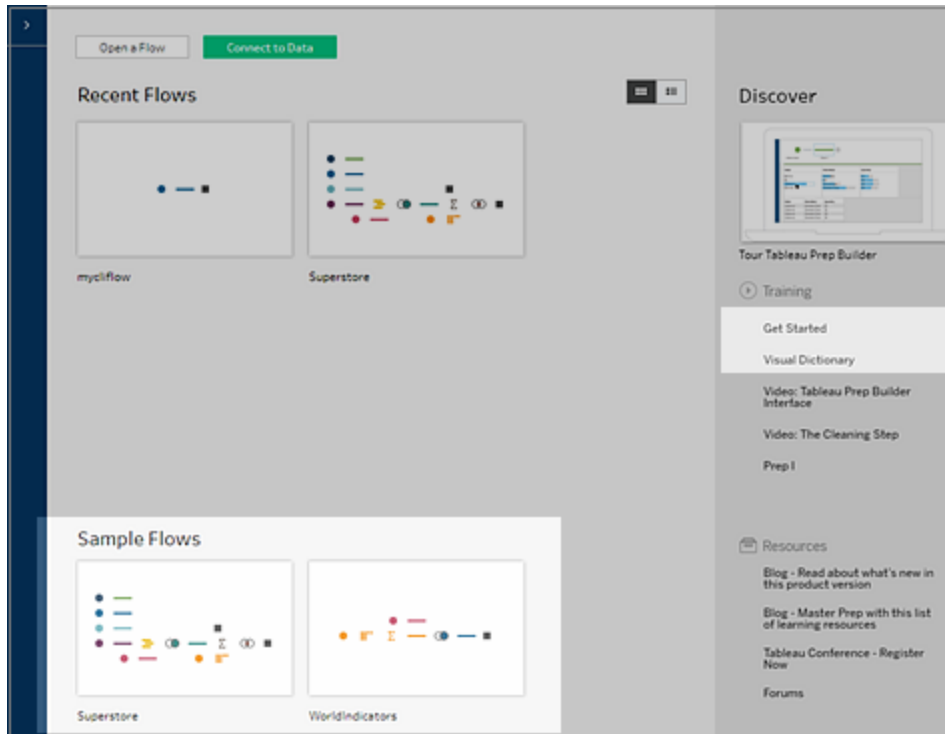 Open a Flow
Connect to Data
Recent Flows
mycliflow
Superstore
Sample Flows
Superstore
WorldIndicators
Discover
Tour Tableau Prep Builder
Training
Get Started
Visual Dictionary
Video: Tableau Prep Builder
Interface
Video: The Cleaning Step
Prep I
Resources
Blog - Read about what's new in
this product version
Blog - Master Prep with this list
of learning resources
Tableau Conference - Register
Now
Forums